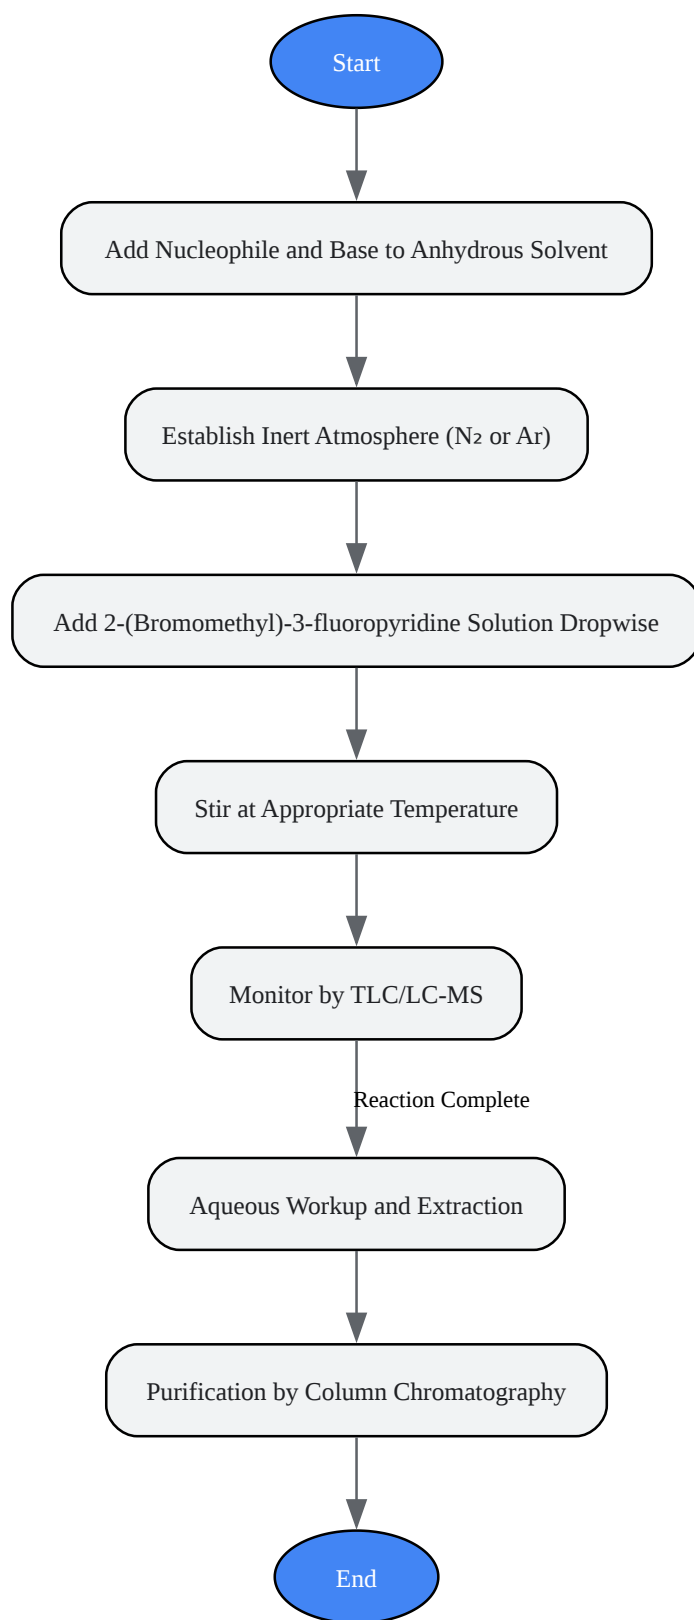 Start
Add Nucleophile and Base to Anhydrous Solvent
Establish Inert Atmosphere (N₂ or Ar)
Add 2-(Bromomethyl)-3-fluoropyridine Solution Dropwise
Stir at Appropriate Temperature
Monitor by TLC/LC-MS
Reaction Complete
Aqueous Workup and Extraction
Purification by Column Chromatography
End